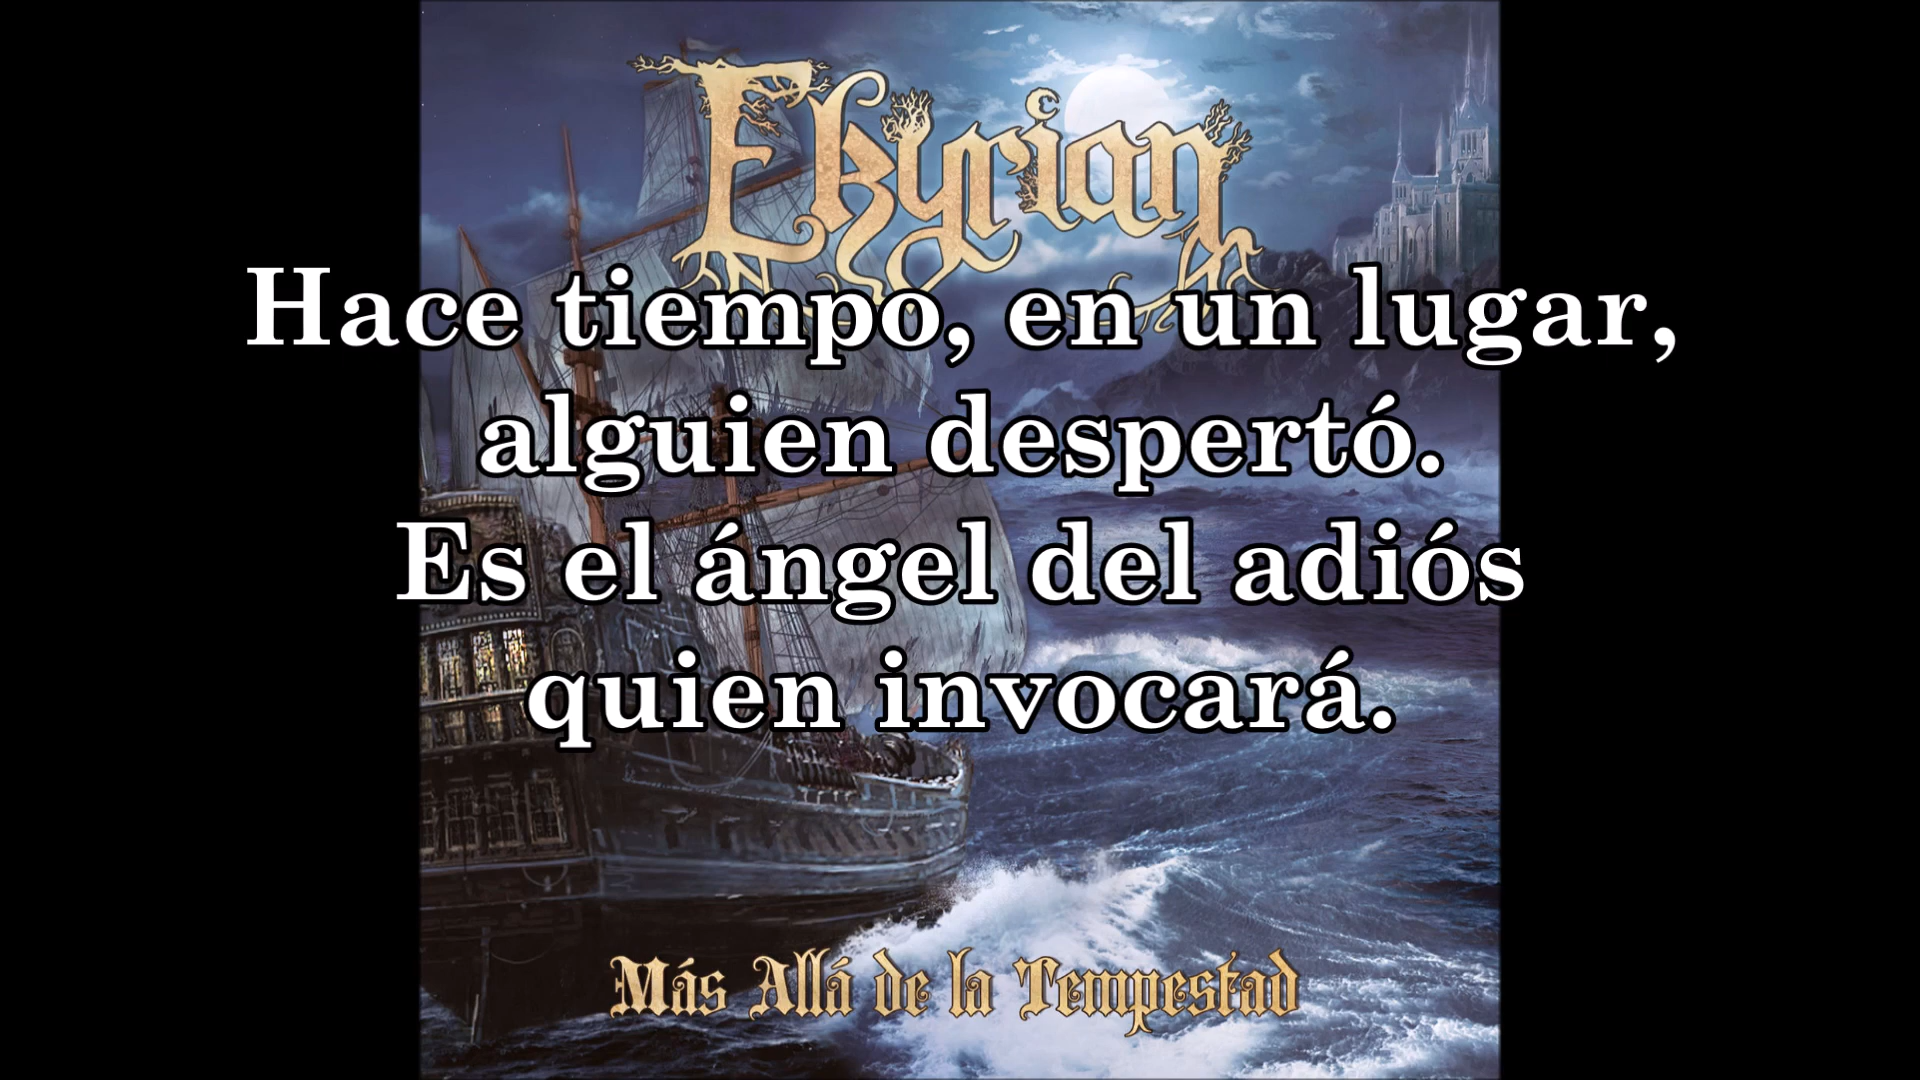 Ekyrian
Hace tiempo, en un lugar,
alguien despertó.
Es el ángel del adiós
quien invocará.
Más Allá de la Tempestad